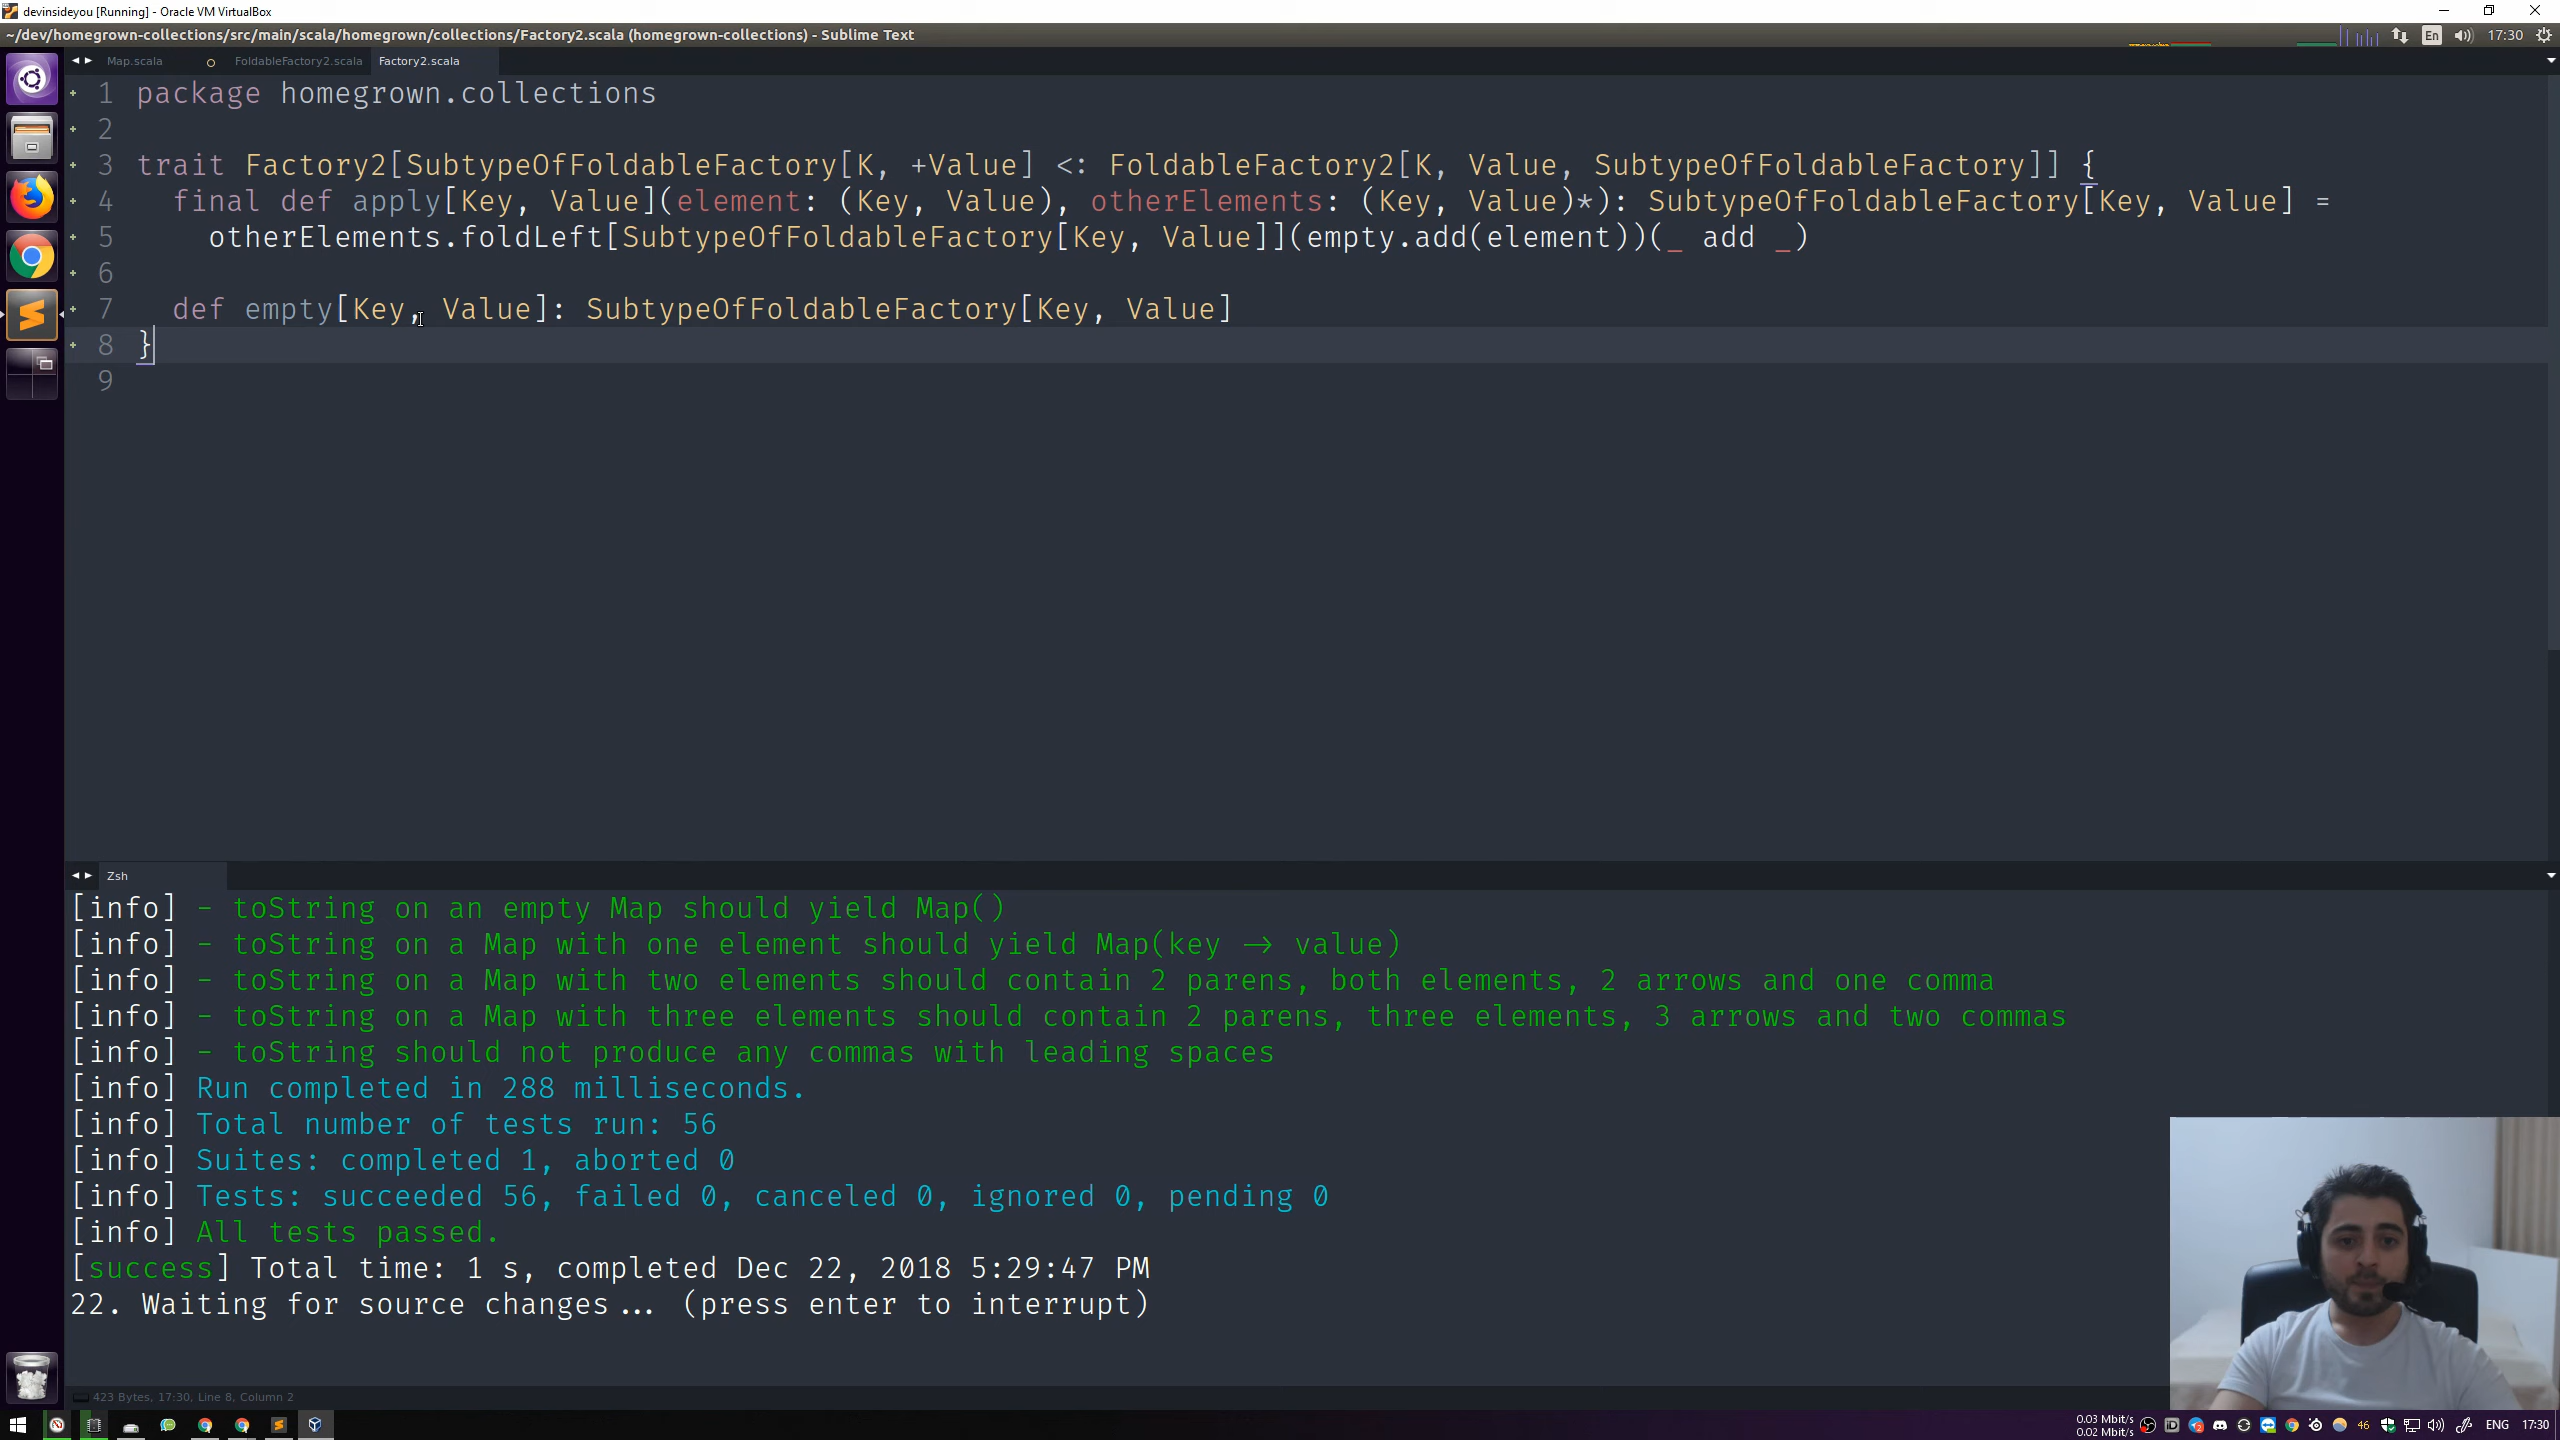 devinsideyou [Running] - Oracle VM VirtualBox
~/dev/homegrown-collections/src/main/scala/homegrown/collections/Factory2.scala (homegrown-collections) - Sublime Text
En
17:30
Map.scala
FoldableFactory2.scala
Factory2.scala
1 package homegrown.collections
2
3 trait Factory2[SubtypeOfFoldableFactory[K, +Value] <: FoldableFactory2[K, Value, SubtypeOfFoldableFactory]] {
4 final def apply[Key, Value](element: (Key, Value), otherElements: (Key, Value)*): SubtypeOfFoldableFactory[Key, Value] =
5 otherElements.foldLeft[SubtypeOfFoldableFactory[Key, Value]](empty.add(element))(_ add _)
6
7 def empty[Key, Value]: SubtypeOfFoldableFactory[Key, Value]
8 }
9
Zsh
[info] - toString on an empty Map should yield Map()
[info] - toString on a Map with one element should yield Map(key -> value)
[info] - toString on a Map with two elements should contain 2 parens, both elements, 2 arrows and one comma
[info] - toString on a Map with three elements should contain 2 parens, three elements, 3 arrows and two commas
[info] - toString should not produce any commas with leading spaces
[info] Run completed in 288 milliseconds.
[info] Total number of tests run: 56
[info] Suites: completed 1, aborted 0
[info] Tests: succeeded 56, failed 0, canceled 0, ignored 0, pending 0
[info] All tests passed.
[success] Total time: 1 s, completed Dec 22, 2018 5:29:47 PM
22. Waiting for source changes... (press enter to interrupt)
423 Bytes, 17:30, Line 8, Column 2
0.03 Mbit/s
0.02 Mbit/s
46
ENG
17:30